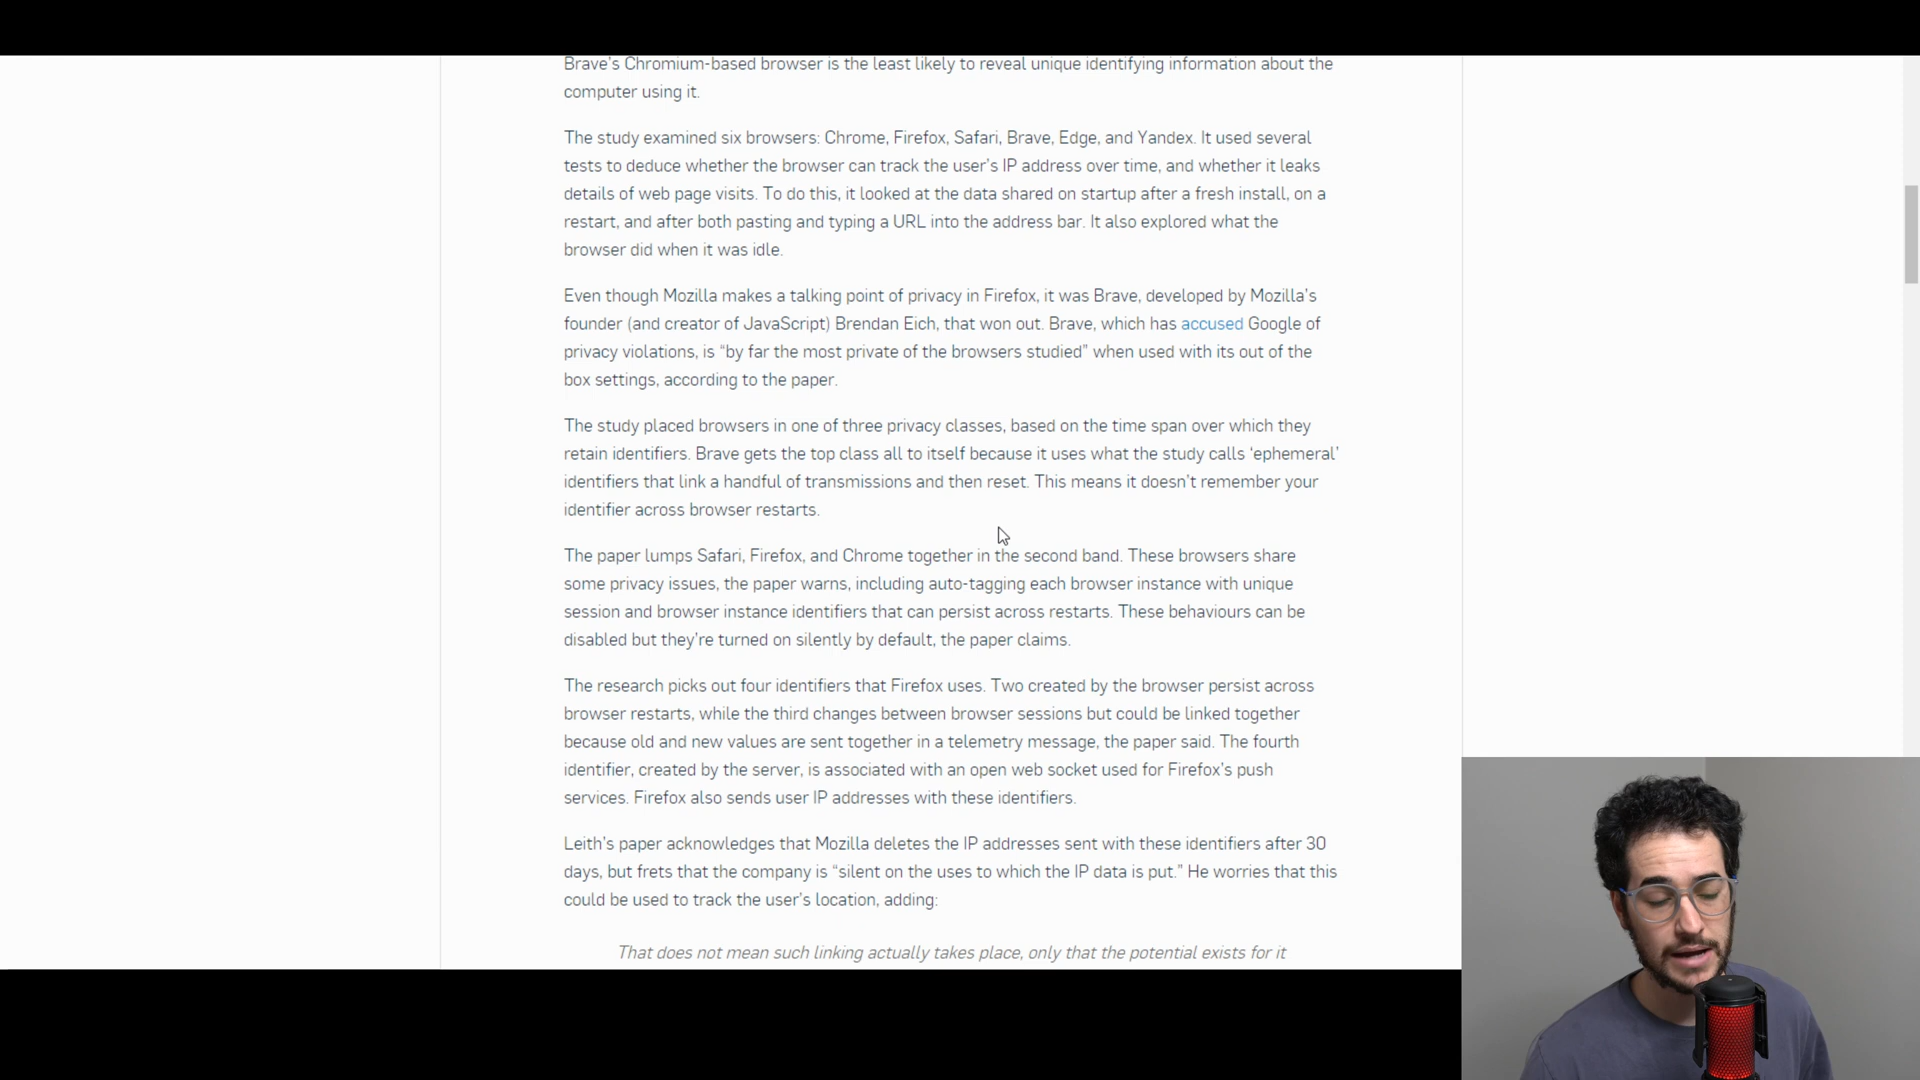 Brave's Chromium-based browser is the least likely to reveal unique identifying information about the
computer using it.
The study examined six browsers: Chrome, Firefox, Safari, Brave, Edge, and Yandex. It used several
tests to deduce whether the browser can track the user's IP address over time, and whether it leaks
details of web page visits. To do this, it looked at the data shared on startup after a fresh install, on a
restart, and after both pasting and typing a URL into the address bar. It also explored what the
browser did when it was idle.
Even though Mozilla makes a talking point of privacy in Firefox, it was Brave, developed by Mozilla's
founder (and creator of JavaScript) Brendan Eich, that won out. Brave, which has accused Google of
privacy violations, is “by far the most private of the browsers studied” when used with its out of the
box settings, according to the paper.
The study placed browsers in one of three privacy classes, based on the time span over which they
retain identifiers. Brave gets the top class all to itself because it uses what the study calls ‘ephemeral’
identifiers that link a handful of transmissions and then reset. This means it doesn't remember your
identifier across browser restarts.
The paper lumps Safari, Firefox, and Chrome together in the second band. These browsers share
some privacy issues, the paper warns, including auto-tagging each browser instance with unique
session and browser instance identifiers that can persist across restarts. These behaviours can be
disabled but they're turned on silently by default, the paper claims.
The research picks out four identifiers that Firefox uses. Two created by the browser persist across
browser restarts, while the third changes between browser sessions but could be linked together
because old and new values are sent together in a telemetry message, the paper said. The fourth
identifier, created by the server, is associated with an open web socket used for Firefox's push
services. Firefox also sends user IP addresses with these identifiers.
Leith's paper acknowledges that Mozilla deletes the IP addresses sent with these identifiers after 30
days, but frets that the company is “silent on the uses to which the IP data is put.” He worries that this
could be used to track the user's location, adding:
That does not mean such linking actually takes place, only that the potential exists for it